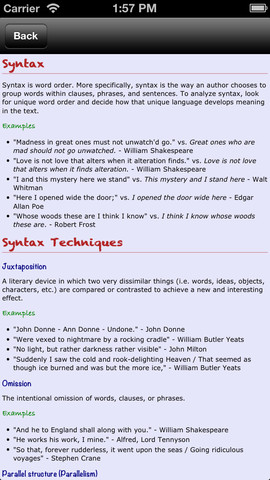 Carrier 1:57 PM
Back
Syntax
Syntax is word order. More specifically, syntax is the way an author chooses to
group words within clauses, phrases, and sentences. To analyze syntax, look
for unique word order and decide how that unique language develops meaning
in the text.
Examples
• "Madness in great ones must not unwatch'd go." vs. Great ones who are
mad should not go unwatched. - William Shakespeare
• "Love is not love that alters when it alteration finds." vs. Love is not love
that alters when it finds alteration. - William Shakespeare
• "I and this mystery here we stand" vs. This mystery and I stand here - Walt
Whitman
• "Here I opened wide the door;" vs. I opened the door wide here - Edgar
Allan Poe
• "Whose woods these are I think I know" vs. I think I know whose woods
these are. - Robert Frost
Syntax Techniques
Juxtaposition
A literary device in which two very dissimilar things (i.e. words, ideas, objects,
characters, etc.) are compared or contrasted to achieve a new and interesting
effect.
Examples
• "John Donne - Ann Donne - Undone." - John Donne
• "Were vexed to nightmare by a rocking cradle" - William Butler Yeats
• "No light, but rather darkness rather visible" - John Milton
• "Suddenly I saw the cold and rook-delighting Heaven / That seemed as
though ice burned and was but the more ice," - William Butler Yeats
Omission
The intentional omission of words, clauses, or phrases.
Examples
• "And he to England shall along with you." - William Shakespeare
• "He works his work, I mine." - Alfred, Lord Tennyson
• "So that, forever rudderless, it went upon the seas / Going ridiculous
voyages" - Stephen Crane
Parallel structure (Parallelism)